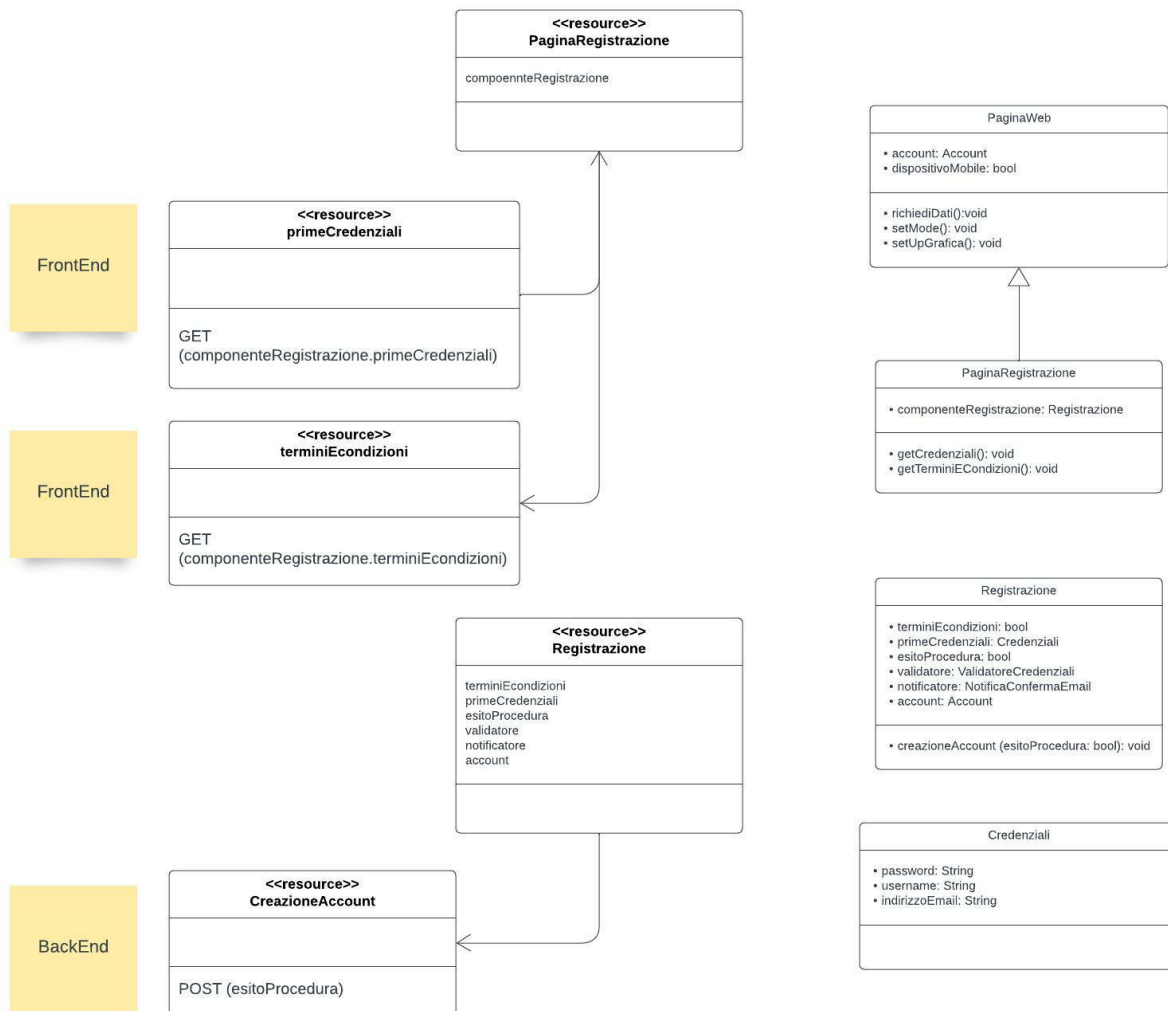 <<resource>>
PaginaRegistrazione
compoennteRegistrazione
FrontEnd
<<resource>>
primeCredenziali
GET
(componenteRegistrazione.primeCredenziali)
FrontEnd
<<resource>>
terminiEcondizioni
GET
(componenteRegistrazione.terminiEcondizioni)
<<resource>>
Registrazione
terminiEcondizioni
primeCredenziali
esitoProcedura
validatore
notificatore
account
BackEnd
<<resource>>
CreazioneAccount
POST (esitoProcedura)
PaginaWeb
• account: Account
• dispositivoMobile: bool
• richiediDati():void
• setMode(): void
• setUpGrafica(): void
PaginaRegistrazione
• componenteRegistrazione: Registrazione
• getCredenziali(): void
• getTerminiECondizioni(): void
Registrazione
• terminiEcondizioni: bool
• primeCredenziali: Credenziali
• esitoProcedura: bool
• validatore: ValidatoreCredenziali
• notificatore: NotificaConfermaEmail
• account: Account
• creazioneAccount (esitoProcedura: bool): void
Credenziali
• password: String
• username: String
• indirizzoEmail: String